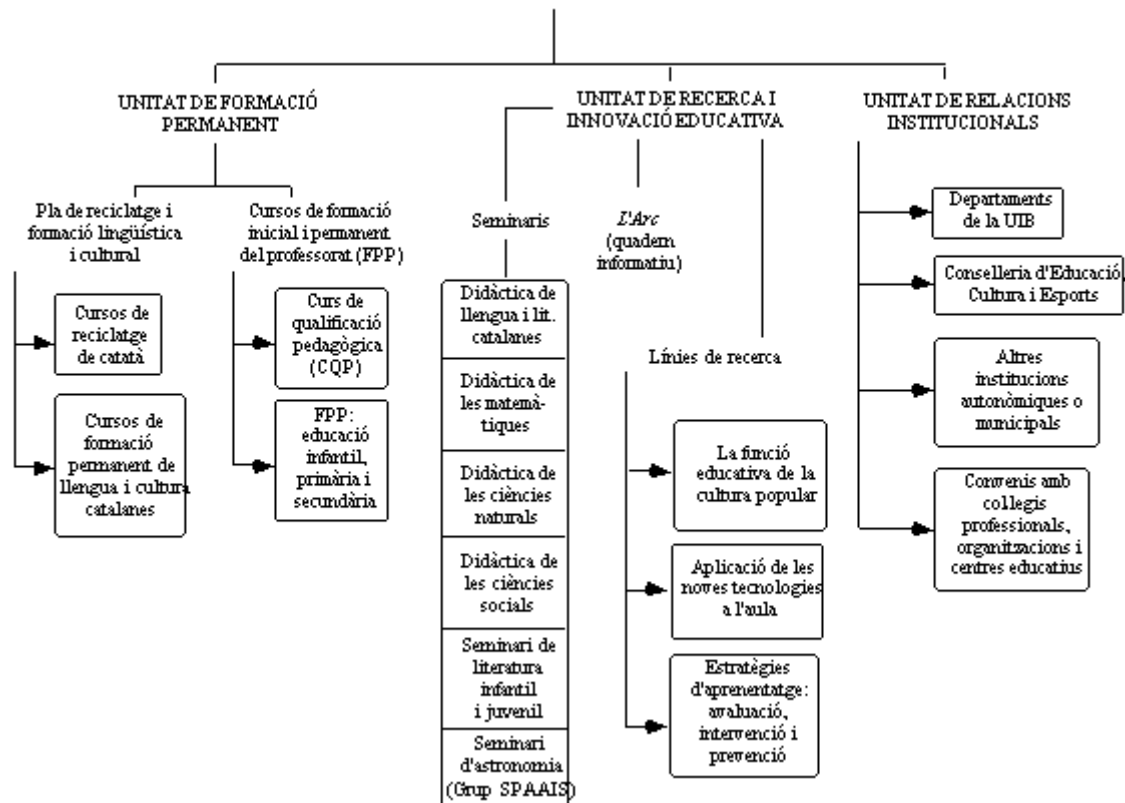 UNITAT DE FORMACIÓ
PERMANENT
Pla de reciclatge i
formació lingüística
i cultural
Cursos de
reciclatge
de catatà
Cursos de
formació
permanent de
llengua i cultura
catalanes
Cursos de formació
inicial i permanent
del professorat (FPP)
Curs de
qualificació
pedagògica
(CQP)
FPP:
educació
infantil,
primària i
secundària
UNITAT DE RECERCA I
INNOVACIÓ EDUCATIVA
Seminaris
Didàctica de
llengua i lit.
catalanes
Didàctica de
les matemà-
tiques
Didàctica de
les ciències
naturals
Didàctica de
les ciències
socials
Seminari de
literatura
infantil
i juvenil
Seminari
d'astronomia
(Grup SPAAIS)
L'Arc
(quadern
informatiu)
Línies de recerca
La funció
educativa de la
cultura popular
Aplicació de les
noves tecnologies
a l'aula
Estratègies
d'aprenentatge:
avaluació,
intervenció i
prevenció
UNITAT DE RELACIONS
INSTITUCIONALS
Departaments
de la UIB
Conselleria d'Educació,
Cultura i Esports
Altres
institucions
autonòmiques o
municipals
Convenis amb
col·legis
professionals,
organitzacions i
centres educatius